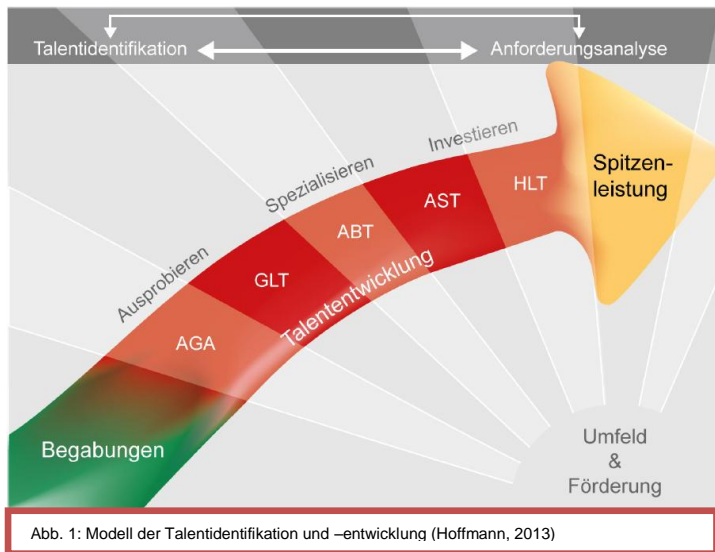 Talentidentifikation
Anforderungsanalyse
Ausprobieren
Spezialisieren
Investieren
AGA
GLT
ABT
AST
HLT
Talententwicklung
Begabungen
Spitzen-
leistung
Umfeld
&
Förderung
Abb. 1: Modell der Talentidentifikation und –entwicklung (Hoffmann, 2013)